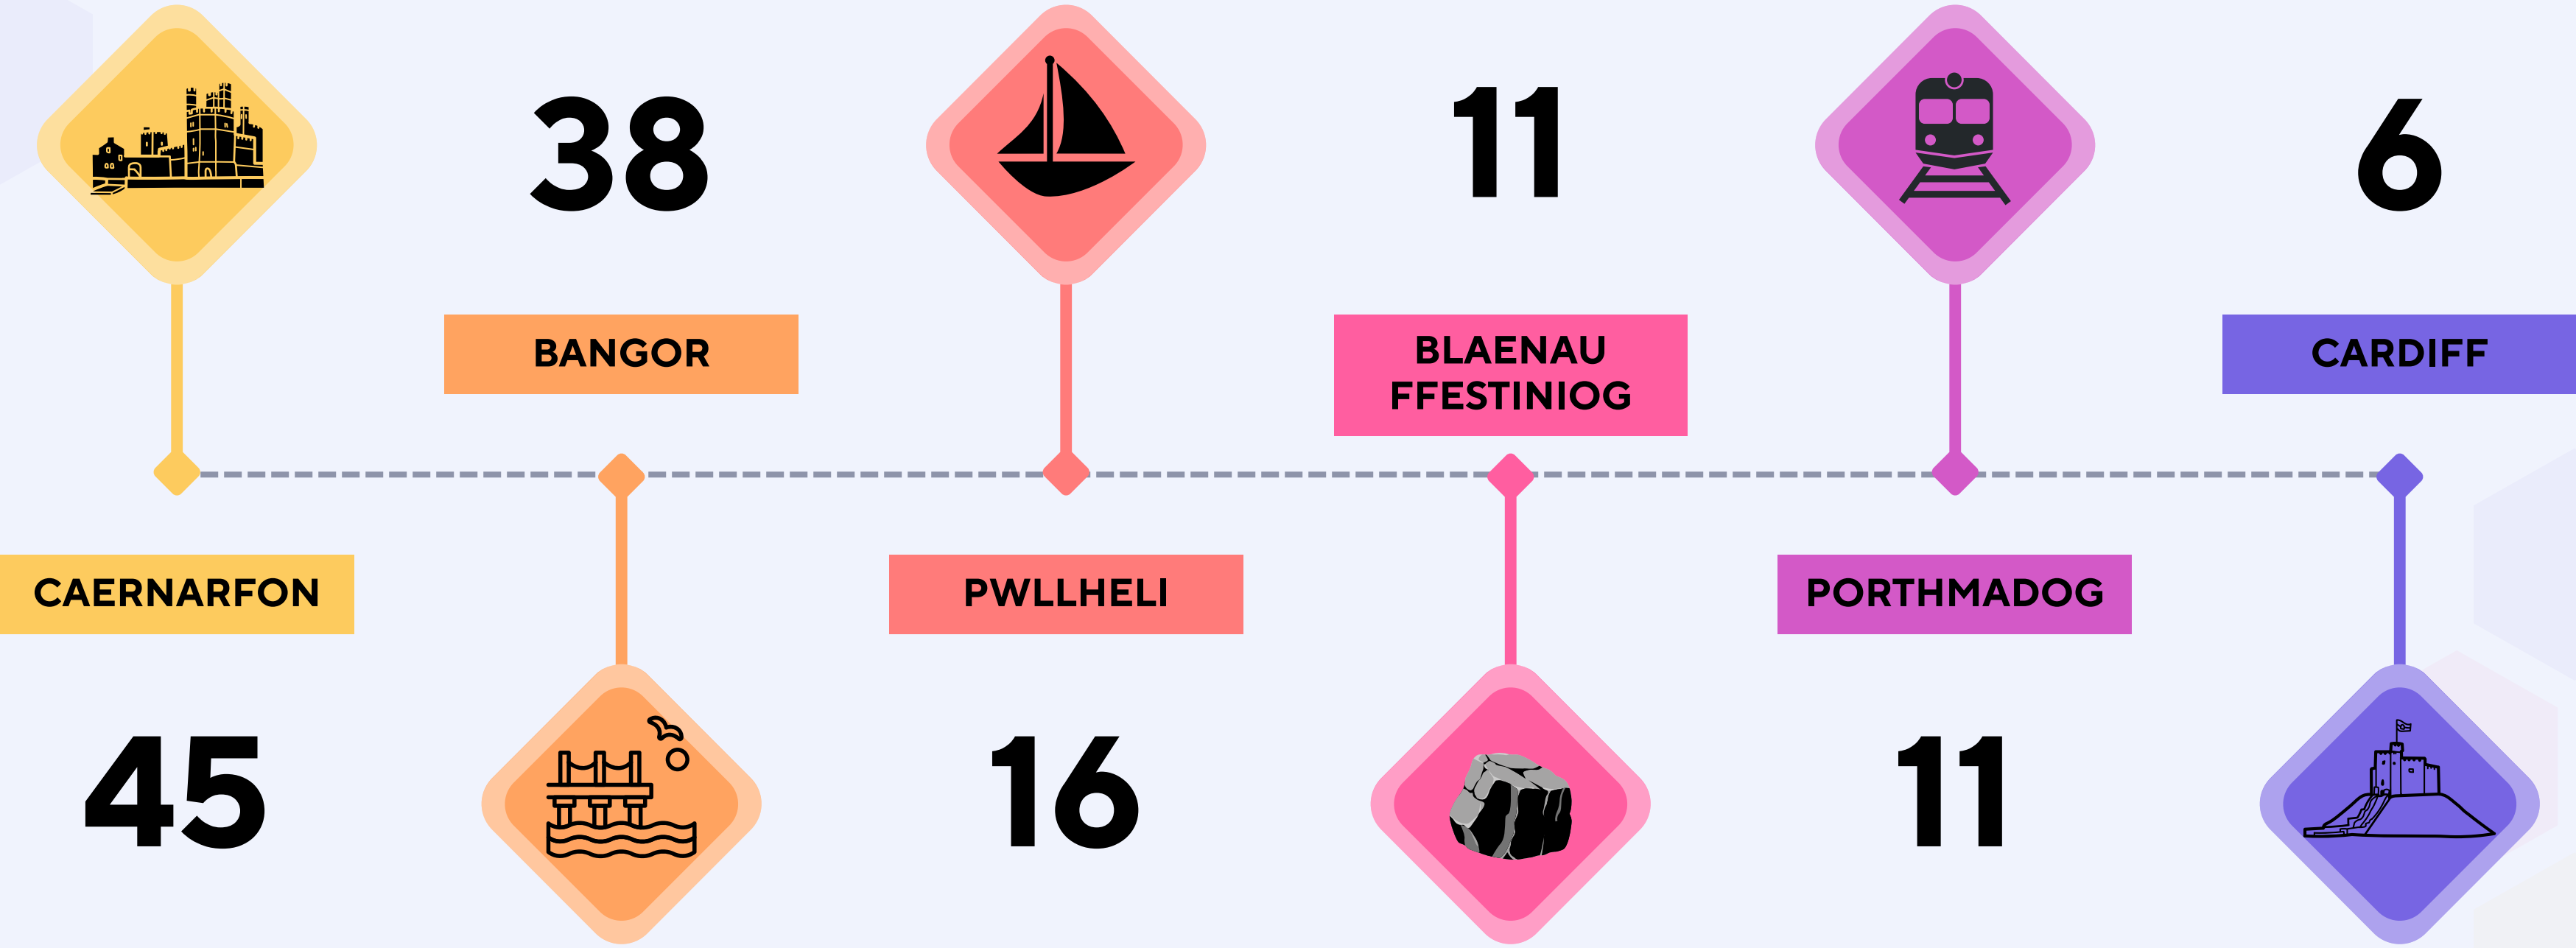 CAERNARFON
45
38
BANGOR
PWLLHELI
16
11
BLAENAU
FFESTINIOG
PORTHMADOG
11
6
CARDIFF